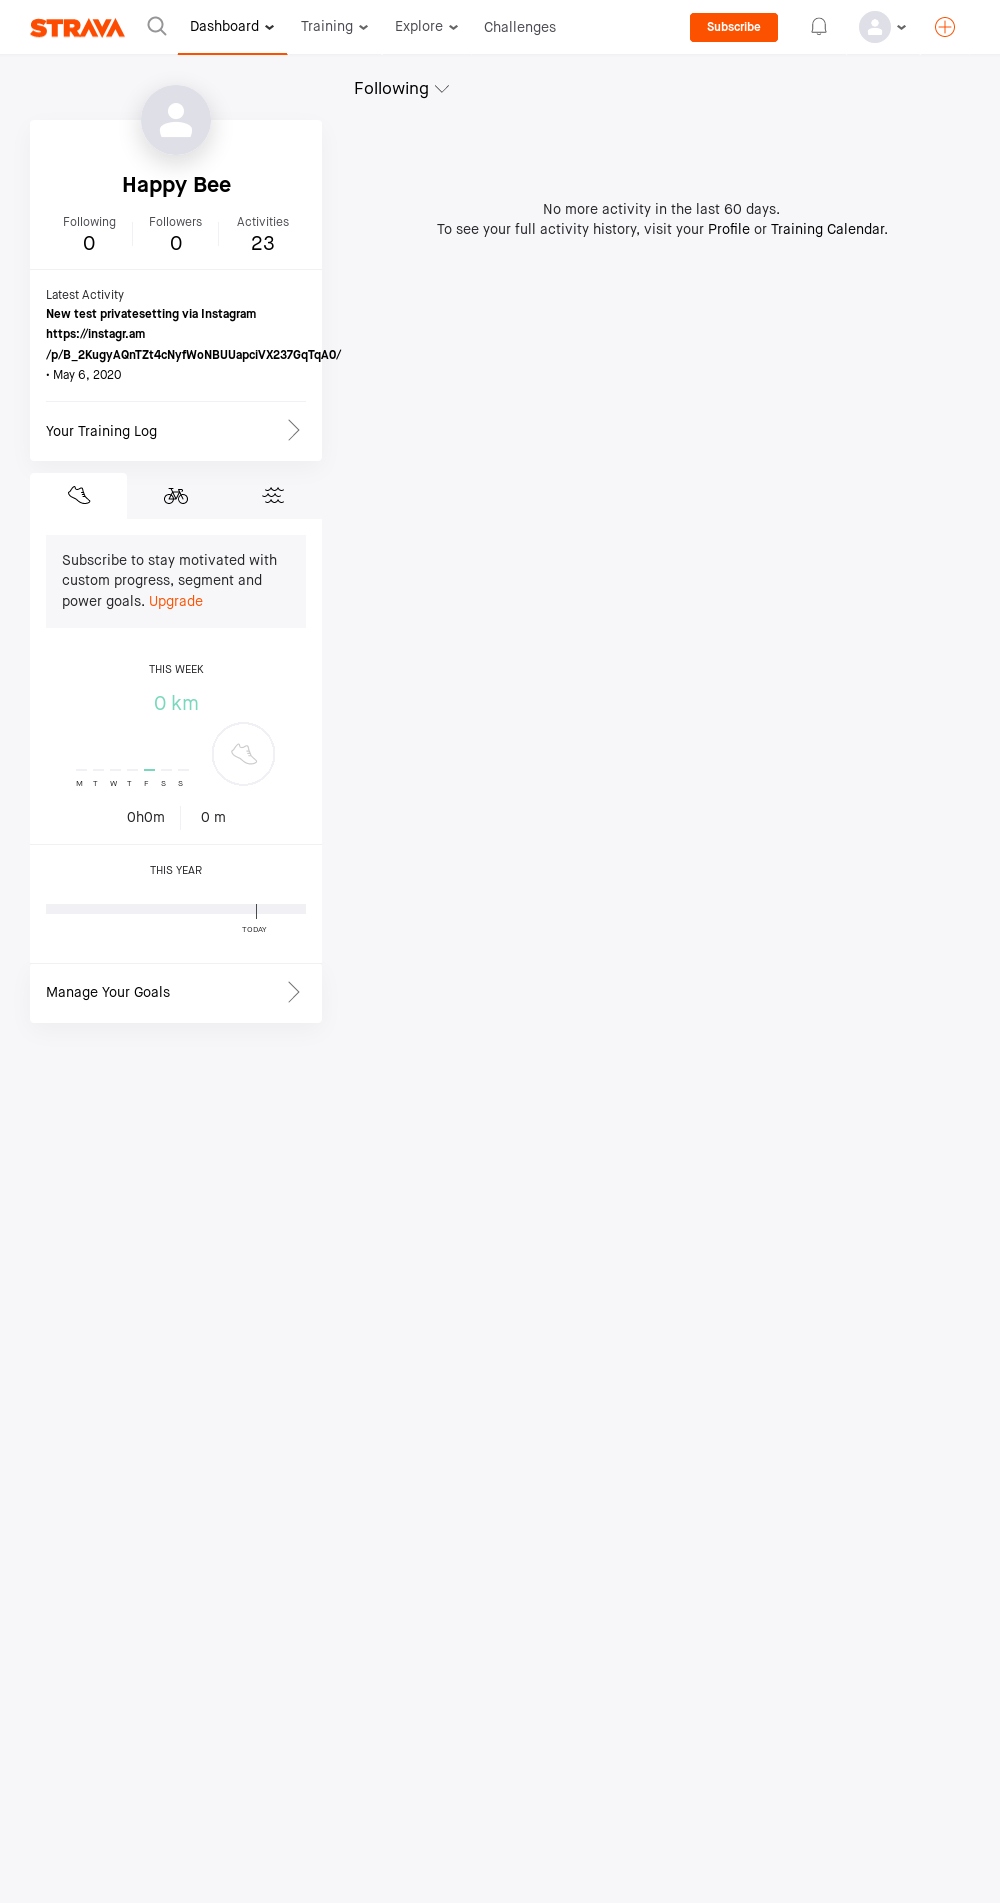 STRAVA
Dashboard
Training
Explore
Challenges
Subscribe
Following
Happy Bee
Following
Followers
Activities
0
0
23
Latest Activity
New test privatesetting via Instagram
https://instagr.am
/p/B_2KugyAQnTZt4cNyfWoNBUUapciVX237GqTqA0/
• May 6, 2020
Your Training Log
Subscribe to stay motivated with
custom progress, segment and
power goals. Upgrade
THIS WEEK
0 km
M T W T F S S
0h0m
0 m
THIS YEAR
TODAY
Manage Your Goals
No more activity in the last 60 days.
To see your full activity history, visit your Profile or Training Calendar.